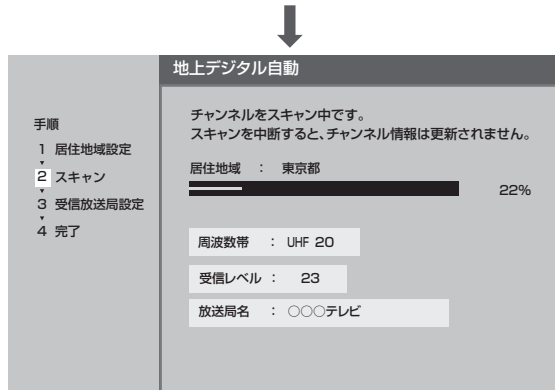 地上デジタル自動
手順
1 居住地域設定
2 スキャン
3 受信放送局設定
4 完了
チャンネルをスキャン中です。
スキャンを中断すると、チャンネル情報は更新されません。
居住地域 : 東京都
22%
周波数帯 : UHF 20
受信レベル : 23
放送局名 : ○○○テレビ